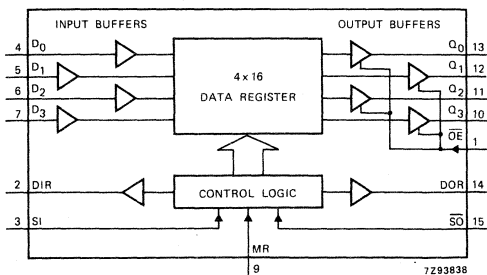 INPUT BUFFERS OUTPUT BUFFERS
4 D0 Q0 13
5 D1 Q1 12
6 D2 Q2 11
7 D3 Q3 10
4 x 16
DATA REGISTER
OE 1
2 DIR CONTROL LOGIC DOR 14
3 SI SO 15
MR
9
7Z93838